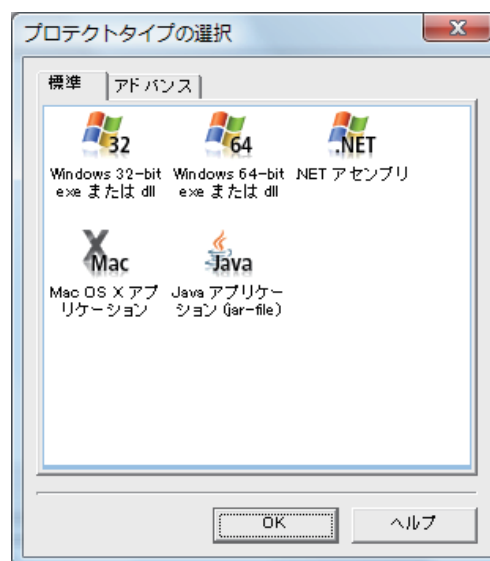 プロテクトタイプの選択
標準 アドバンス
32 64 .NET
Windows 32-bit Windows 64-bit .NET アセンブリ
exe または dll exe または dll
Mac Java
Mac OS X アプ Java アプリケー
リケーション ション (jar-file)
OK ヘルプ